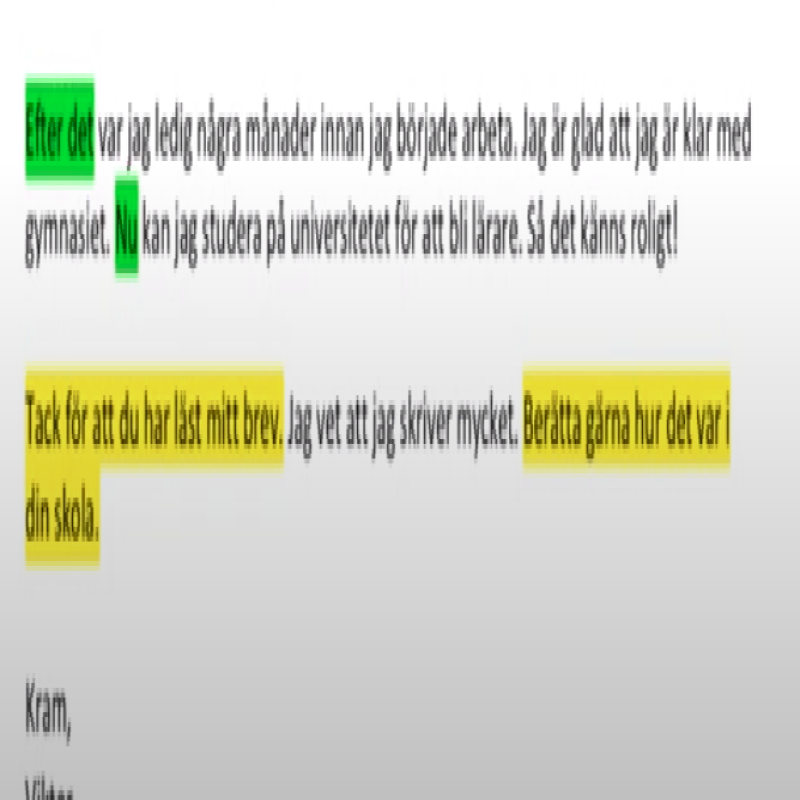 Efter det var jag ledig några månader innan jag började arbeta. Jag är glad att jag är klar med
gymnasiet. Nu kan jag studera på universitetet för att bli lärare. Så det känns roligt!
Tack för att du har läst mitt brev. Jag vet att jag skriver mycket. Berätta gärna hur det var i
din skola.
Kram,